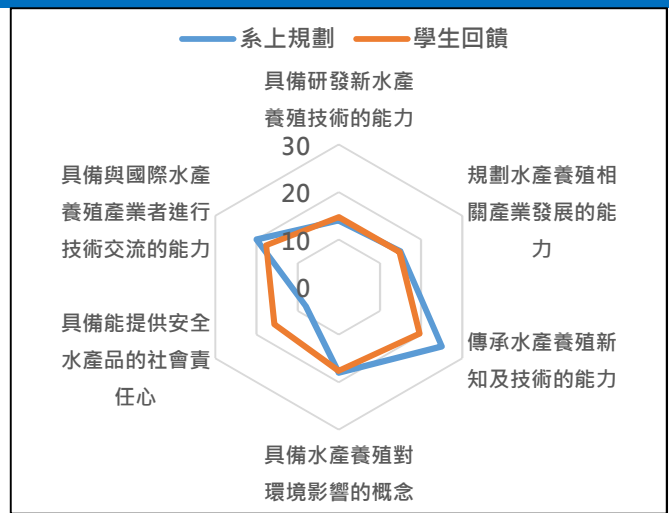 系上規劃 學生回饋
具備研發新水產
養殖技術的能力
規劃水產養殖相
關產業發展的能
力
傳承水產養殖新
知及技術的能力
具備水產養殖對
環境影響的概念
具備能提供安全
水產品的社會責
任心
具備與國際水產
養殖產業者進行
技術交流的能力
30
20
10
0